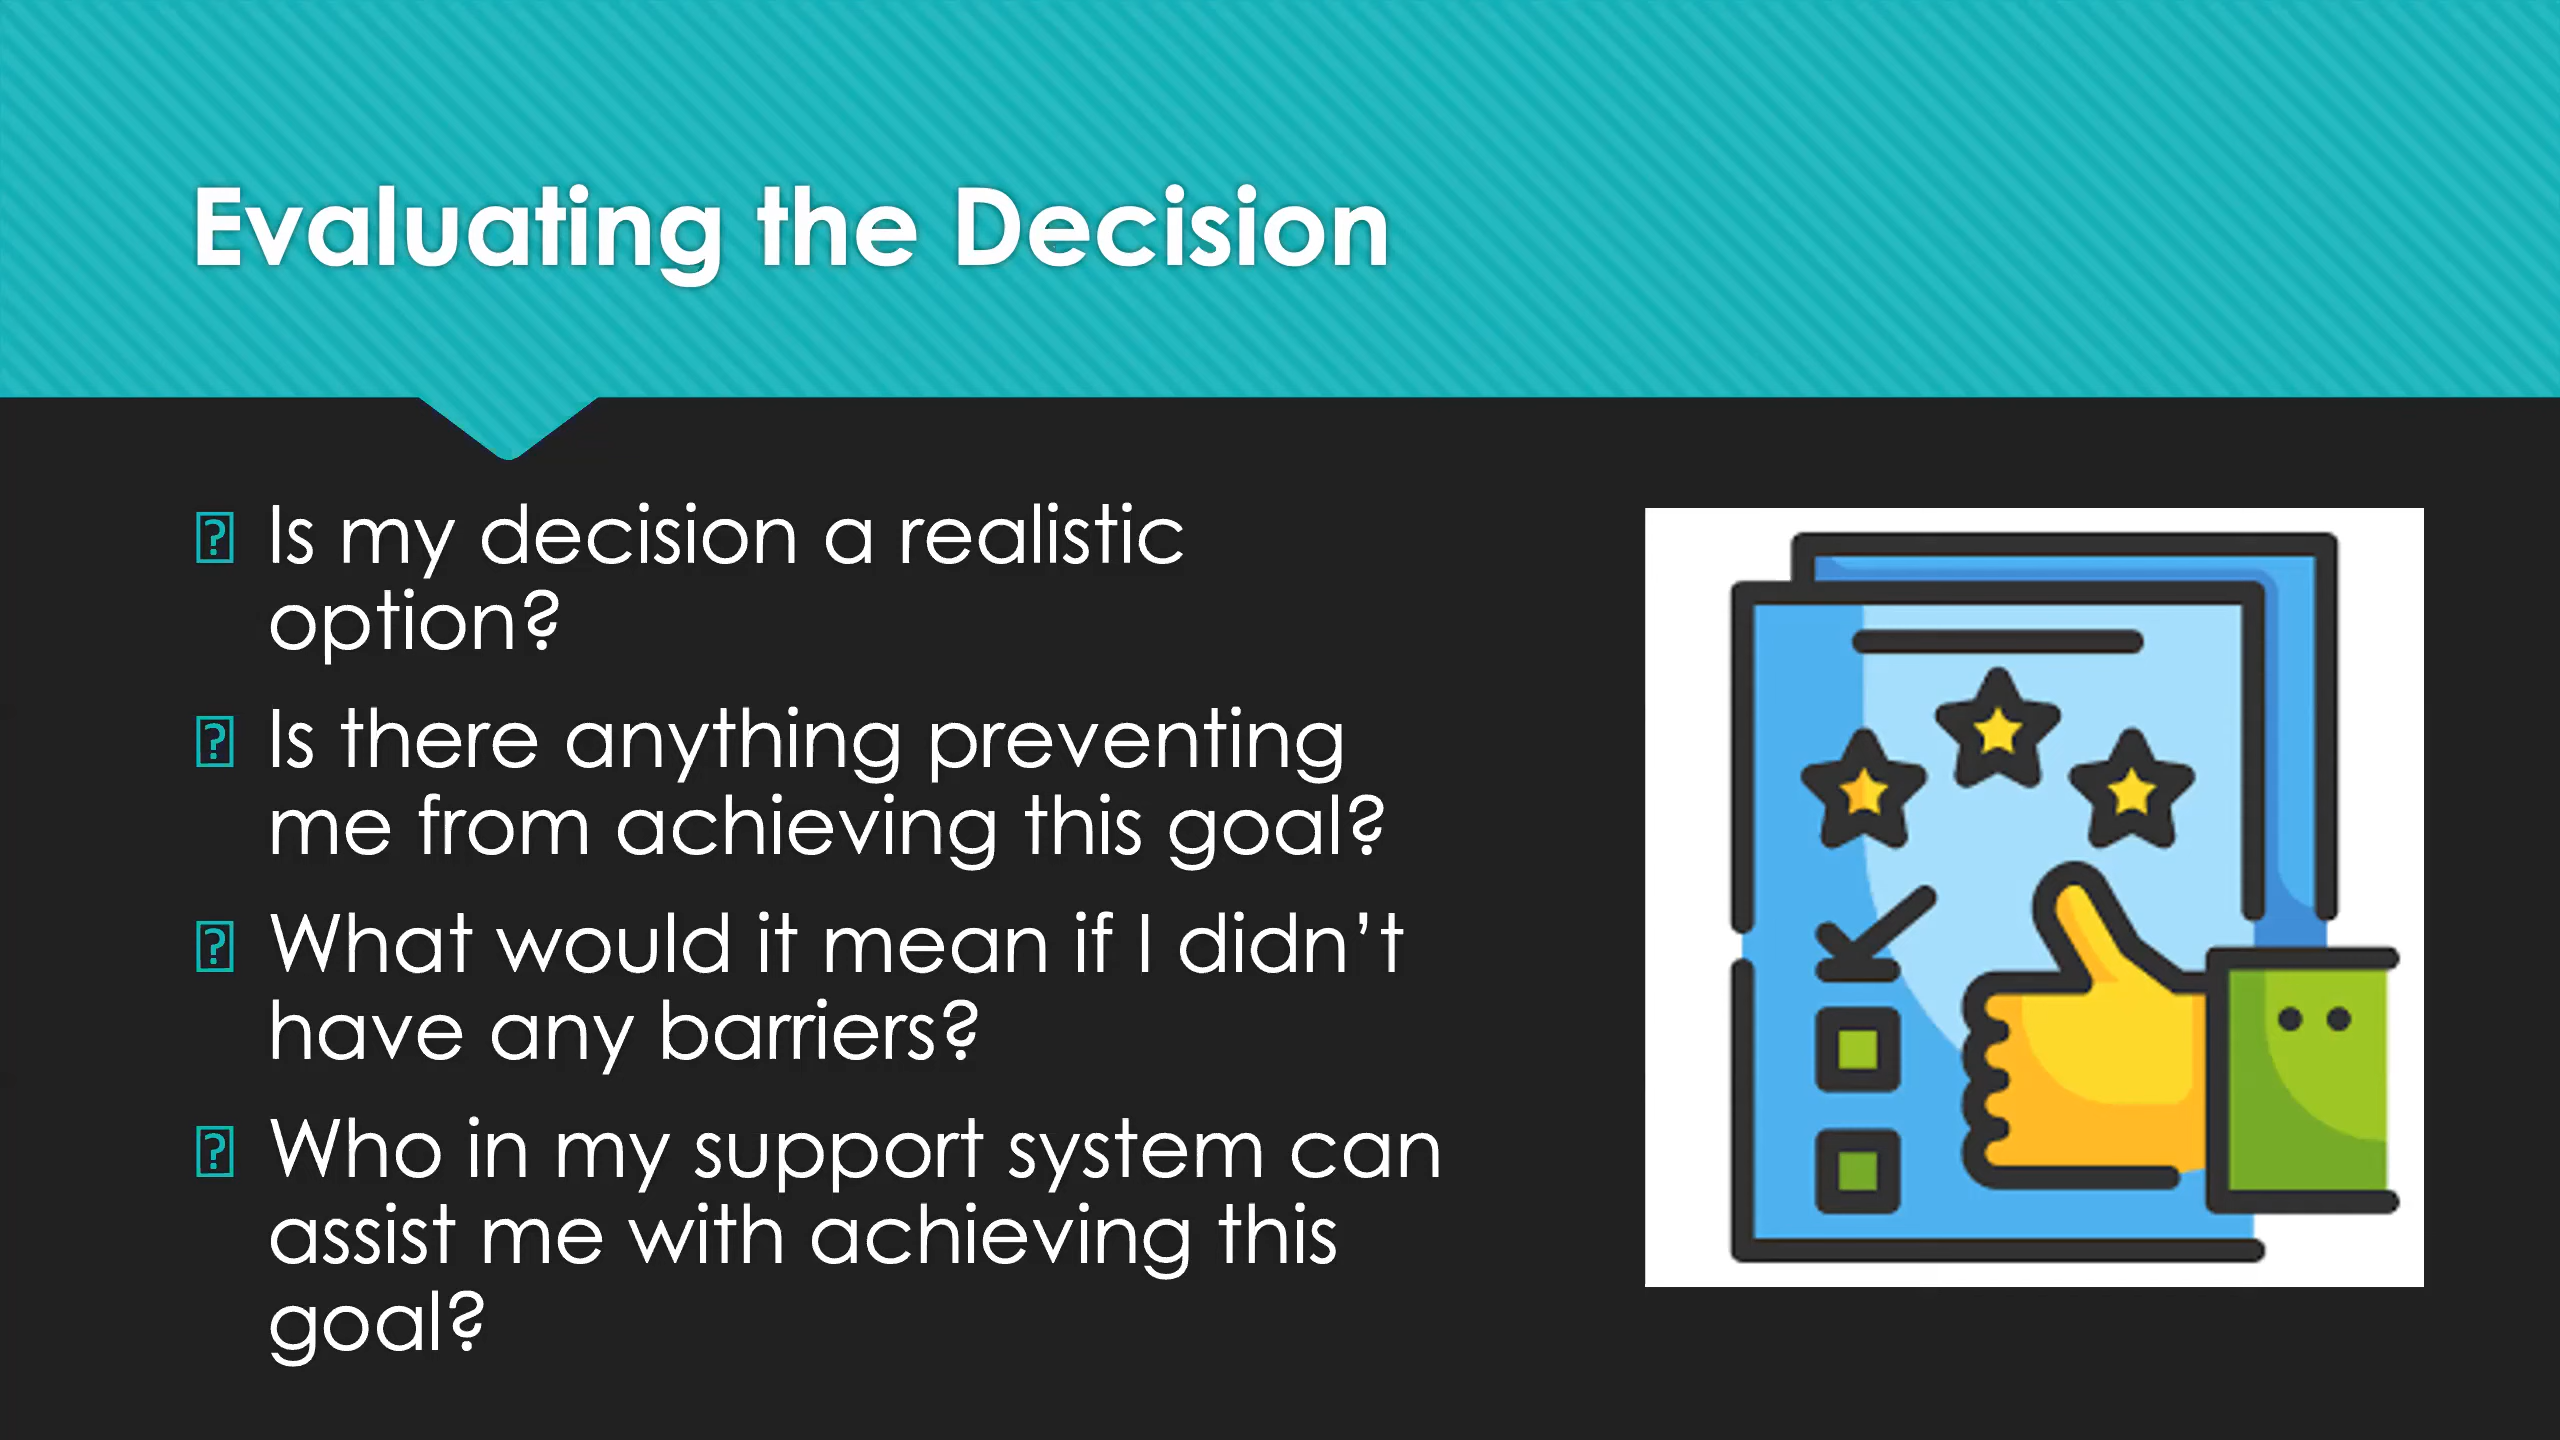 Evaluating the Decision
Is my decision a realistic
option?
Is there anything preventing
me from achieving this goal?
What would it mean if I didn’t
have any barriers?
Who in my support system can
assist me with achieving this
goal?